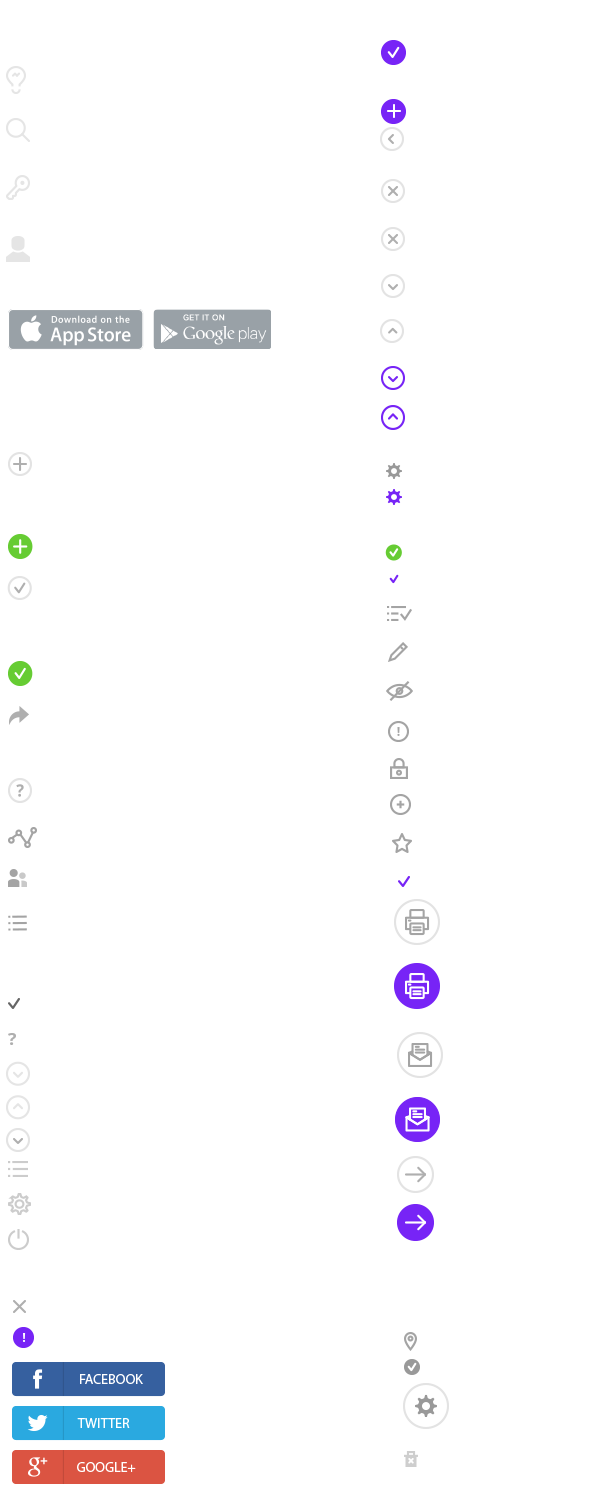 Download on the
App Store
GET IT ON
Google play
?
!
?
!
FACEBOOK
TWITTER
g+ GOOGLE+